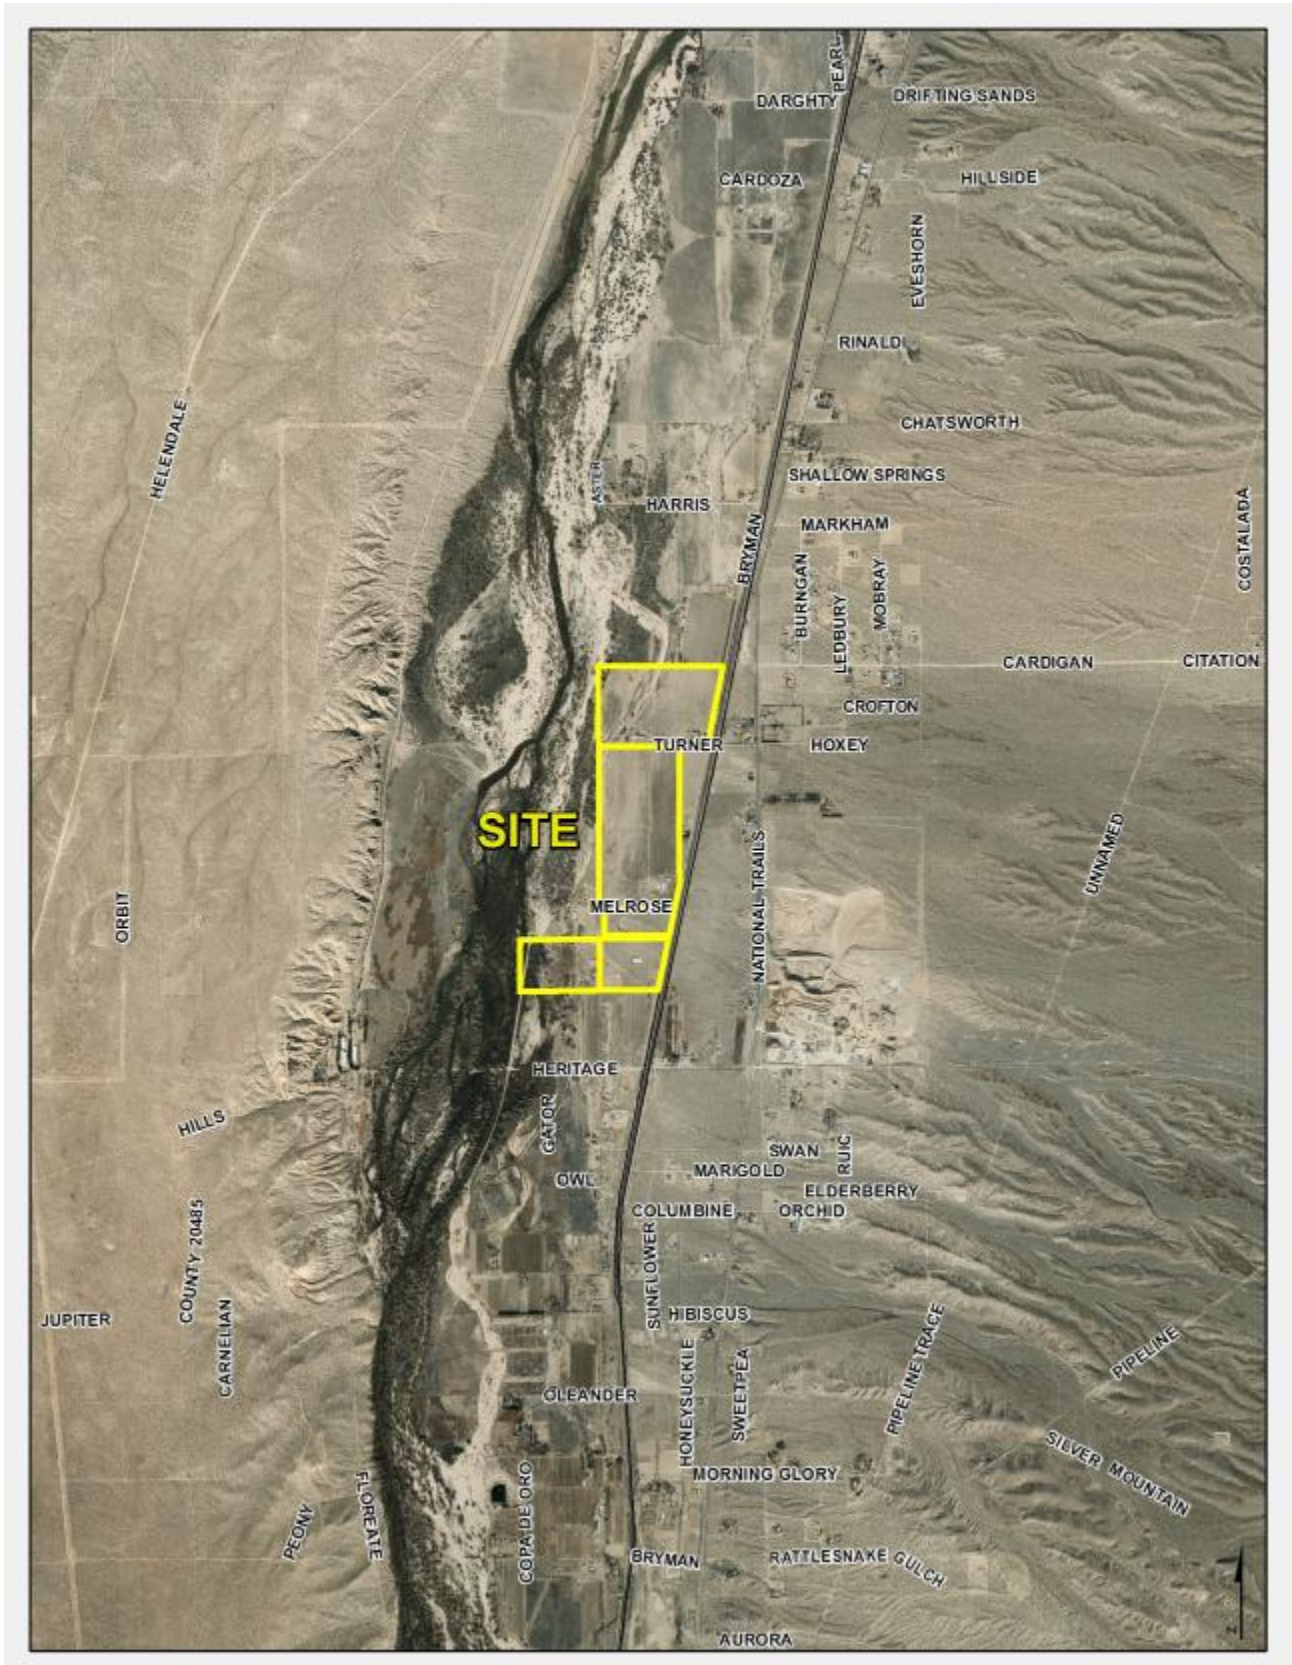 PEARL
DARGHTY
DRIFTING SANDS
CARDOZA
HILLSIDE
EVESHORN
RINALDI
HELENDALE
CHATSWORTH
ASTER
SHALLOW SPRINGS
HARRIS
MARKHAM
COSTALADA
BRYMAN
BURNGAN
LEDBURY
MOBRAY
CARDIGAN
CITATION
CROFTON
TURNER
HOXEY
SITE
UNNAMED
NATIONAL TRAILS
ORBIT
MELROSE
HERITAGE
HILLS
GATOR
SWAN
RUIC
MARIGOLD
OWL
ELDERBERRY
COLUMBINE
ORCHID
COUNTY 20485
SUNFLOWER
JUPITER
HIBISCUS
CARNELIAN
PIPELINE TRACE
PIPELINE
HONEYSUCKLE
SWEETPEA
OLEANDER
SILVER MOUNTAIN
MORNING GLORY
PEONY
FLOREATE
COPA DE ORO
BRYMAN
RATTLESNAKE GULCH
AURORA
N